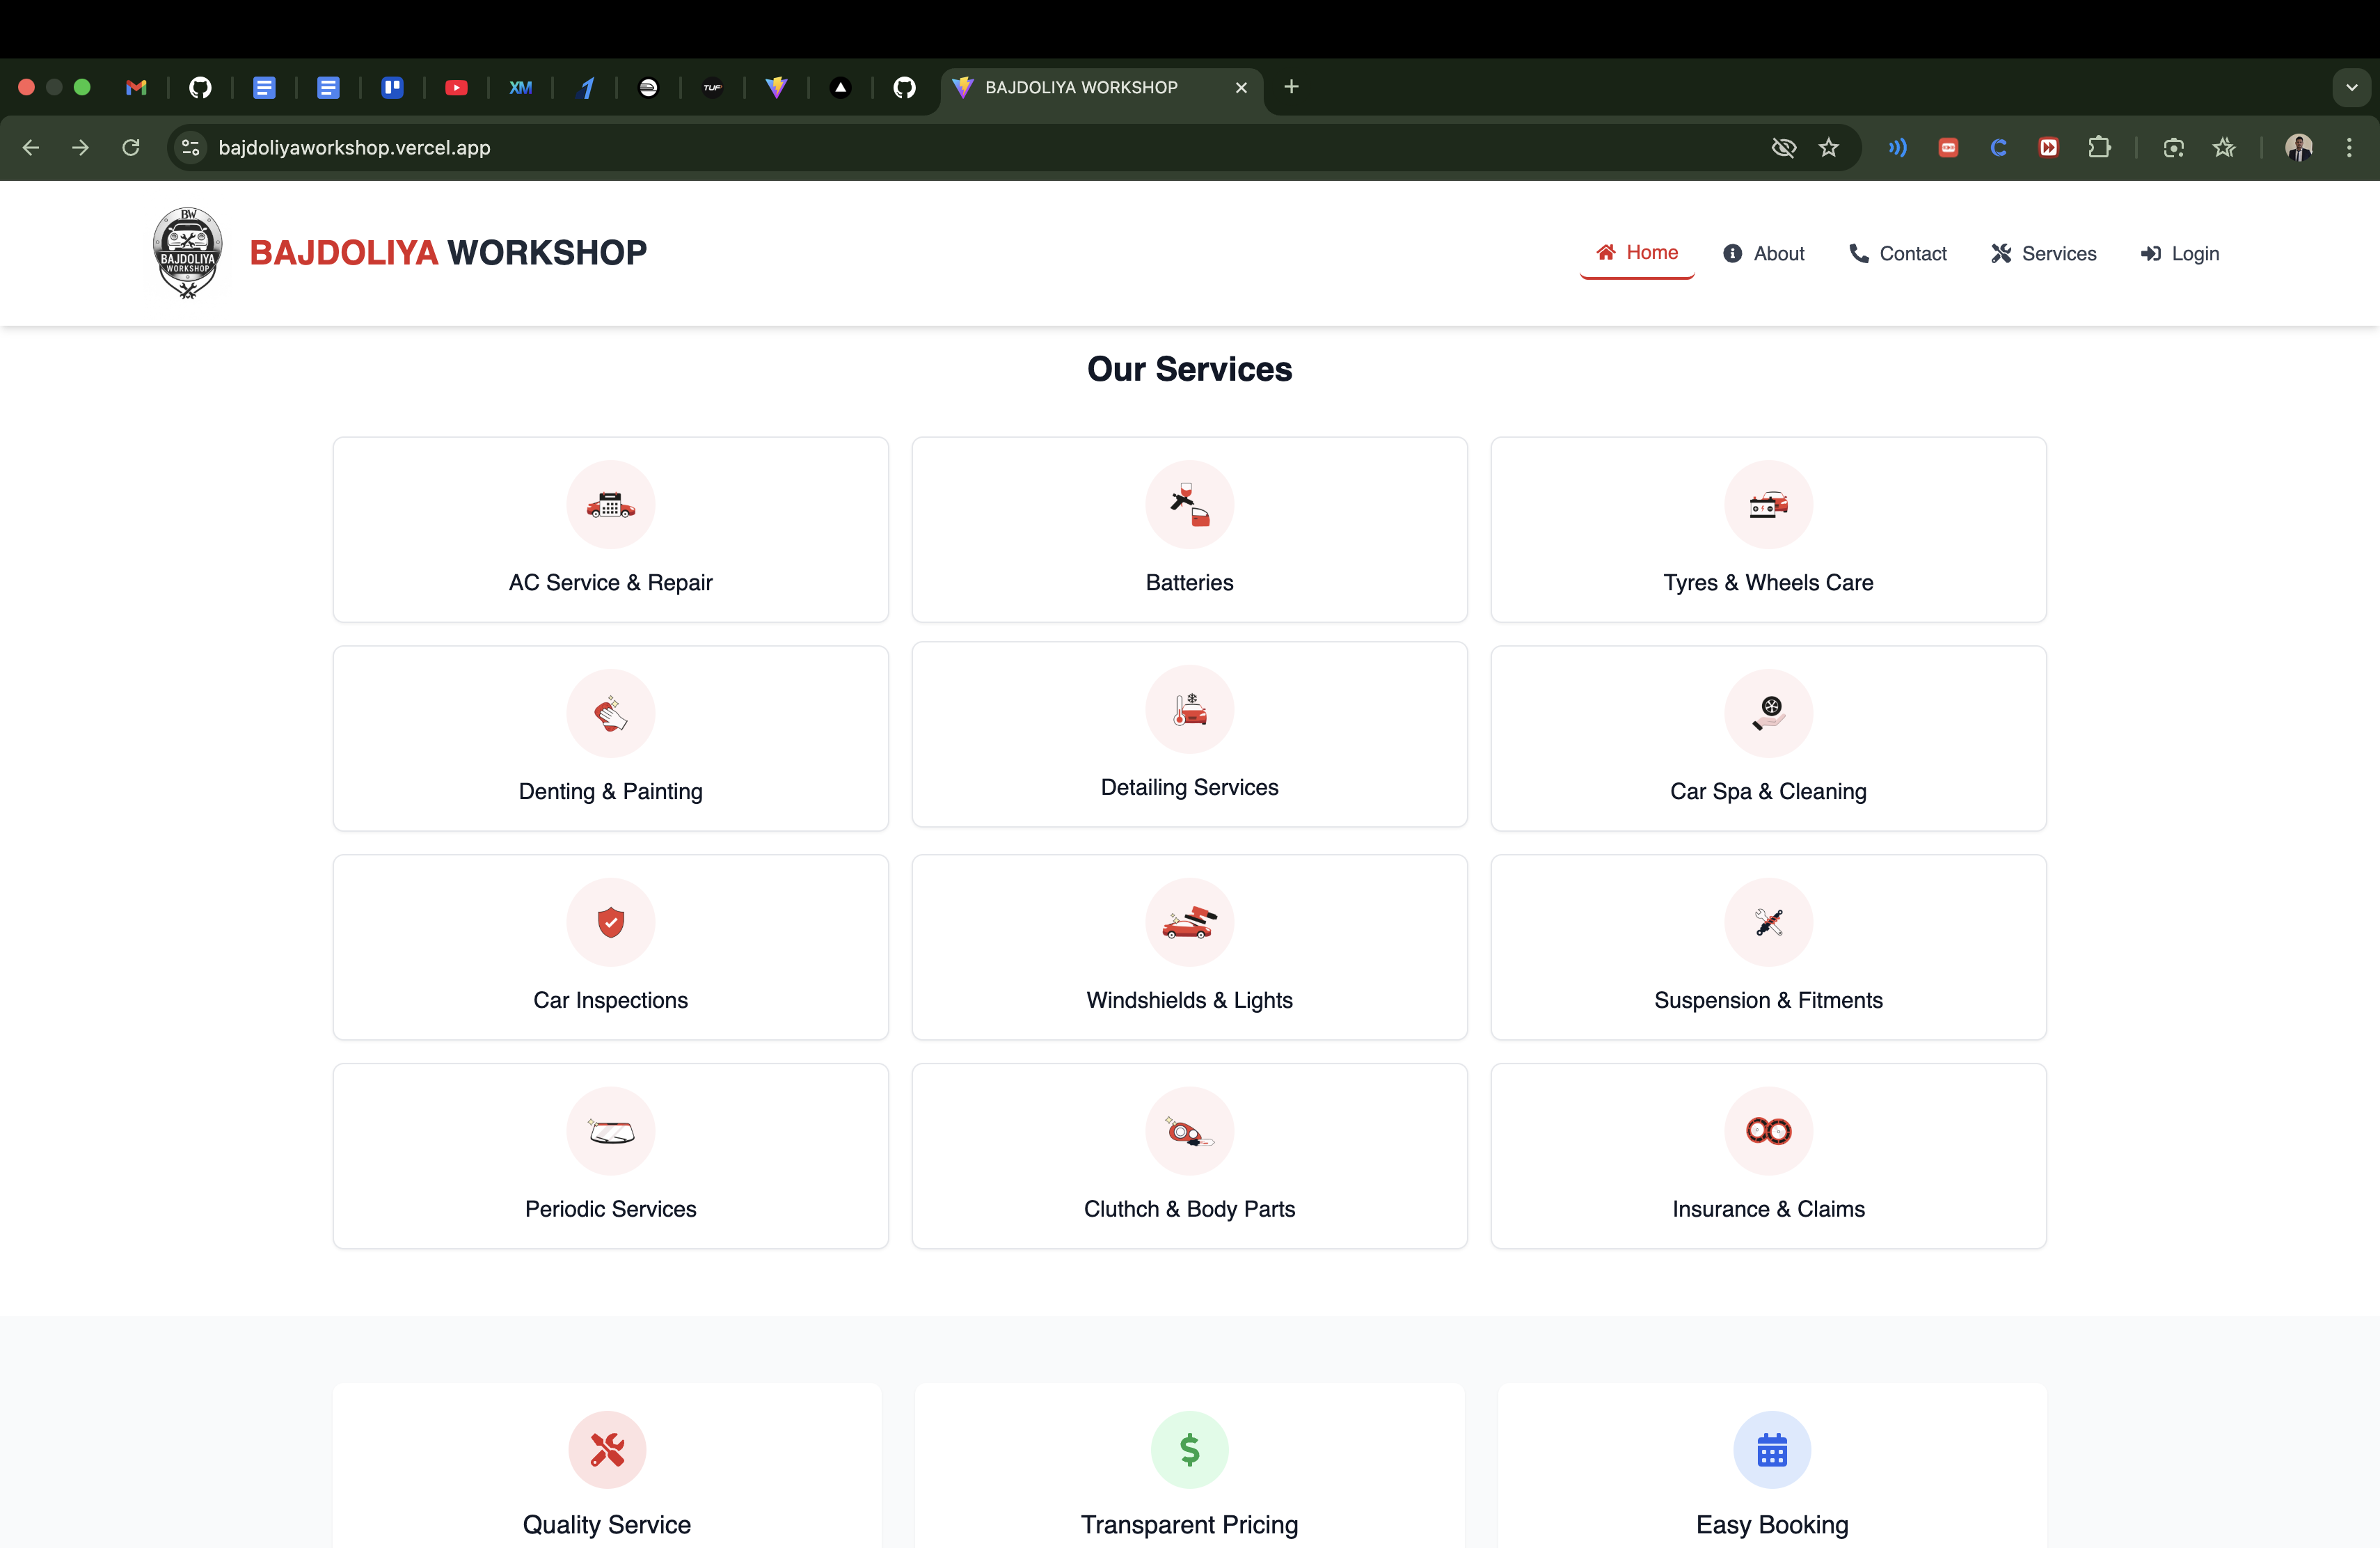 XM
TUF
BAJDOLIYA WORKSHOP
bajdoliyaworkshop.vercel.app
BW
BAJDOLIYA
WORKSHOP
BAJDOLIYA WORKSHOP
Home
About
Contact
Services
Login
Our Services
AC Service & Repair
Batteries
Tyres & Wheels Care
Denting & Painting
Detailing Services
Car Spa & Cleaning
Car Inspections
Windshields & Lights
Suspension & Fitments
Periodic Services
Cluthch & Body Parts
Insurance & Claims
Quality Service
Transparent Pricing
Easy Booking